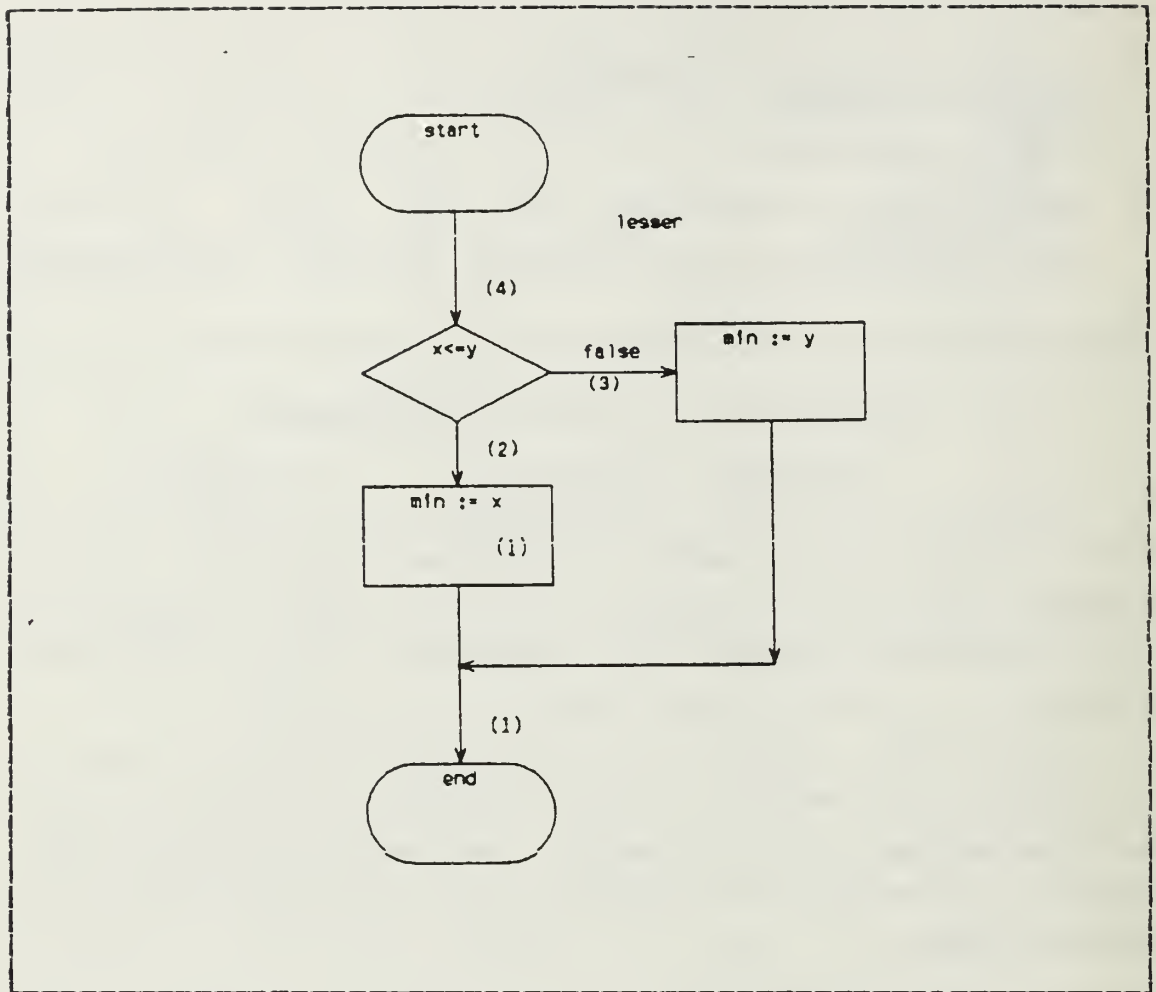 start
lesser
(4)
x<=y
false
(3)
min := y
(2)
min := x
(1)
(1)
end